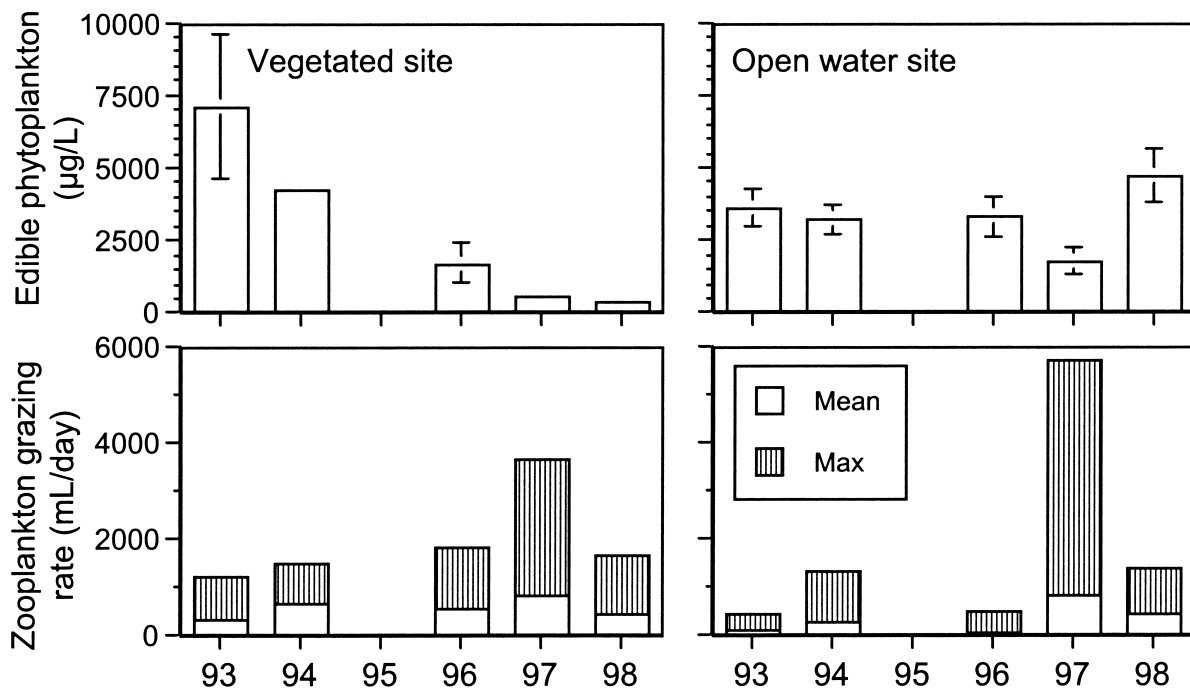 Edible phytoplankton
(µg/L)
10000
7500
5000
2500
0
Vegetated site
Open water site
Zooplankton grazing
rate (mL/day)
6000
4000
2000
0
Mean
Max
93 94 95 96 97 98
93 94 95 96 97 98